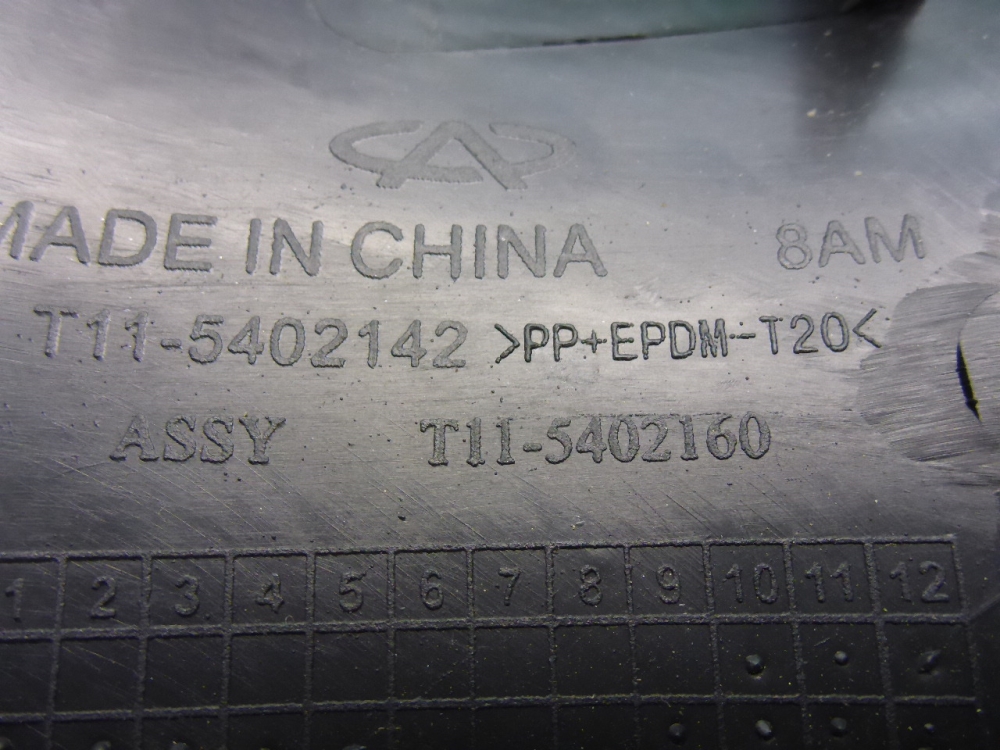 MADE IN CHINA 8AM
T11-5402142 >PP+EPDM-T20<
ASSY T11-5402160
1 2 3 4 5 6 7 8 9 10 11 12